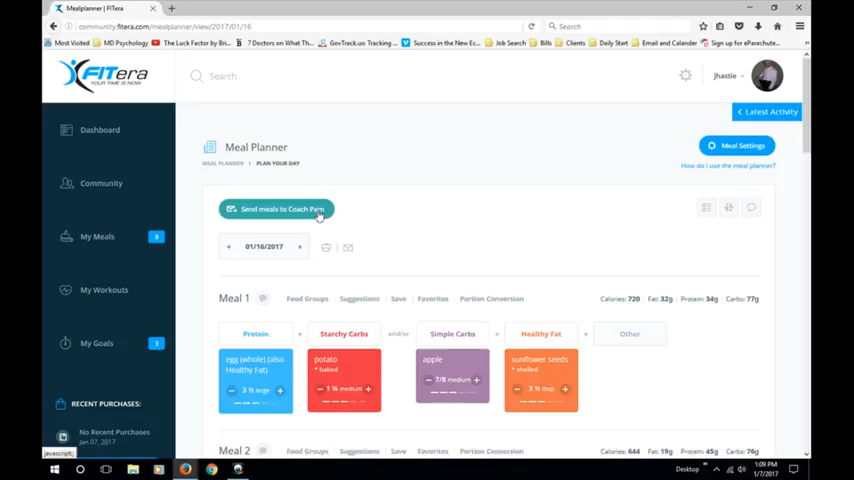 Mealplanner | FITera
community.fitera.com/mealplanner/view/2017/01/16
Search
Most Visited
MD Psychology
The Luck Factor by Bri...
7 Doctors on What Th...
GovTrack.us: Tracking ...
Success in the New Ec...
Job Search
Bills
Clients
Daily Start
Email and Calander
Sign up for eParachute...
FITera
YOUR TIME IS NOW
Search
jhastie
Latest Activity
Dashboard
Community
My Meals 9
My Workouts
My Goals 3
RECENT PURCHASES:
No Recent Purchases
Jan 07, 2017
Meal Planner
Meal Settings
MEAL PLANNER > PLAN YOUR DAY
How do I use the meal planner?
Send meals to Coach Pam
01/16/2017
Meal 1 Food Groups Suggestions Save Favorites Portion Conversion Calories: 720 Fat: 32g Protein: 34g Carbs: 77g
Protein + Starchy Carbs and/or Simple Carbs + Healthy Fat + Other
egg (whole) (also
Healthy Fat)
− 3 ½ large +
potato
* baked
− 1 ¾ medium +
apple
− 7/8 medium +
sunflower seeds
* shelled
− 3 ½ tbsp +
Meal 2 Food Groups Suggestions Save Favorites Portion Conversion Calories: 644 Fat: 19g Protein: 45g Carbs: 76g
javascript:;
Desktop
1:09 PM
1/7/2017